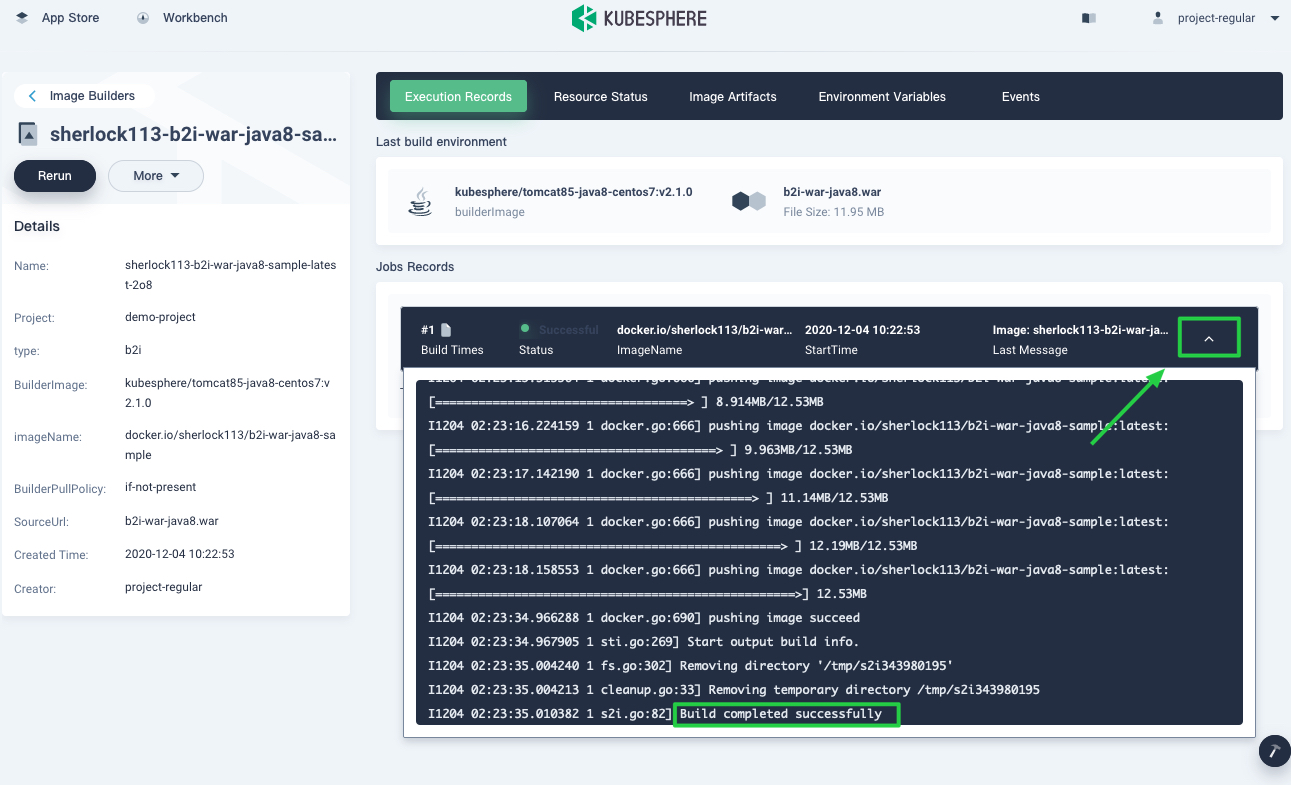 App Store
Workbench
KUBESPHERE
project-regular
Image Builders
sherlock113-b2i-war-java8-sa...
Rerun
More
Details
Name:
sherlock113-b2i-war-java8-sample-lates
t-2o8
Project:
demo-project
type:
b2i
BuilderImage:
kubesphere/tomcat85-java8-centos7:v
2.1.0
imageName:
docker.io/sherlock113/b2i-war-java8-sa
mple
BuilderPullPolicy:
if-not-present
SourceUrl:
b2i-war-java8.war
Created Time:
2020-12-04 10:22:53
Creator:
project-regular
Execution Records
Resource Status
Image Artifacts
Environment Variables
Events
Last build environment
kubesphere/tomcat85-java8-centos7:v2.1.0
builderImage
b2i-war-java8.war
File Size: 11.95 MB
Jobs Records
#1
Build Times
Successful
Status
docker.io/sherlock113/b2i-war...
ImageName
2020-12-04 10:22:53
StartTime
Image: sherlock113-b2i-war-ja...
Last Message
pushing image docker.io/sherlock113/b2i-war-java8-sample:latest:
[===================================> ] 8.914MB/12.53MB
I1204 02:23:16.224159 1 docker.go:666] pushing image docker.io/sherlock113/b2i-war-java8-sample:latest:
[=======================================> ] 9.963MB/12.53MB
I1204 02:23:17.142190 1 docker.go:666] pushing image docker.io/sherlock113/b2i-war-java8-sample:latest:
[============================================> ] 11.14MB/12.53MB
I1204 02:23:18.107064 1 docker.go:666] pushing image docker.io/sherlock113/b2i-war-java8-sample:latest:
[================================================> ] 12.19MB/12.53MB
I1204 02:23:18.158553 1 docker.go:666] pushing image docker.io/sherlock113/b2i-war-java8-sample:latest:
[==================================================>] 12.53MB
I1204 02:23:34.966288 1 docker.go:690] pushing image succeed
I1204 02:23:34.967905 1 sti.go:269] Start output build info.
I1204 02:23:35.004240 1 fs.go:302] Removing directory '/tmp/s2i343980195'
I1204 02:23:35.004213 1 cleanup.go:33] Removing temporary directory /tmp/s2i343980195
I1204 02:23:35.010382 1 s2i.go:82] Build completed successfully